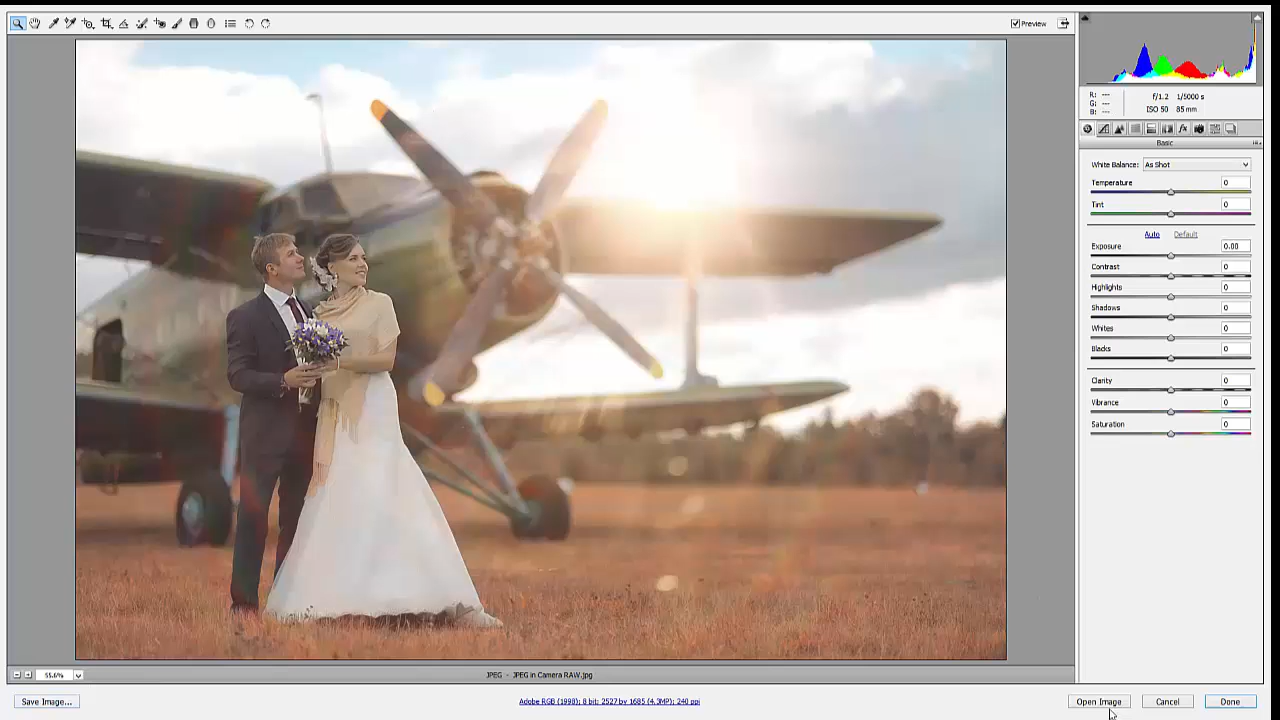 Preview
R: ---
G: ---
B: ---
f/1.2 1/5000 s
ISO 50 85 mm
Basic
White Balance: As Shot
Temperature 0
Tint 0
Auto Default
Exposure 0.00
Contrast 0
Highlights 0
Shadows 0
Whites 0
Blacks 0
Clarity 0
Vibrance 0
Saturation 0
55.6% JPEG - JPEG in Camera RAW.jpg
Save Image... Adobe RGB (1998); 8 bit; 2527 by 1685 (4.3MP); 240 ppi Open Image Cancel Done